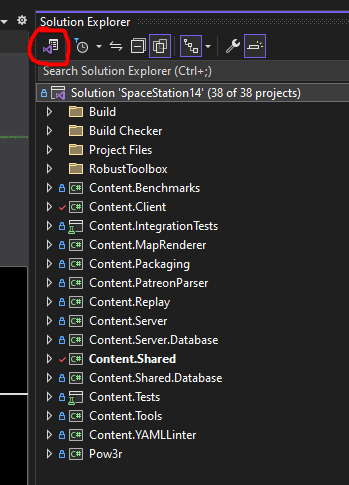 Solution Explorer
Search Solution Explorer (Ctrl+;)
Solution 'SpaceStation14' (38 of 38 projects)
Build
Build Checker
Project Files
RobustToolbox
C# Content.Benchmarks
C# Content.Client
Content.IntegrationTests
C# Content.MapRenderer
C# Content.Packaging
C# Content.PatreonParser
C# Content.Replay
C# Content.Server
C# Content.Server.Database
C# Content.Shared
C# Content.Shared.Database
Content.Tests
C# Content.Tools
C# Content.YAMLLinter
C# Pow3r